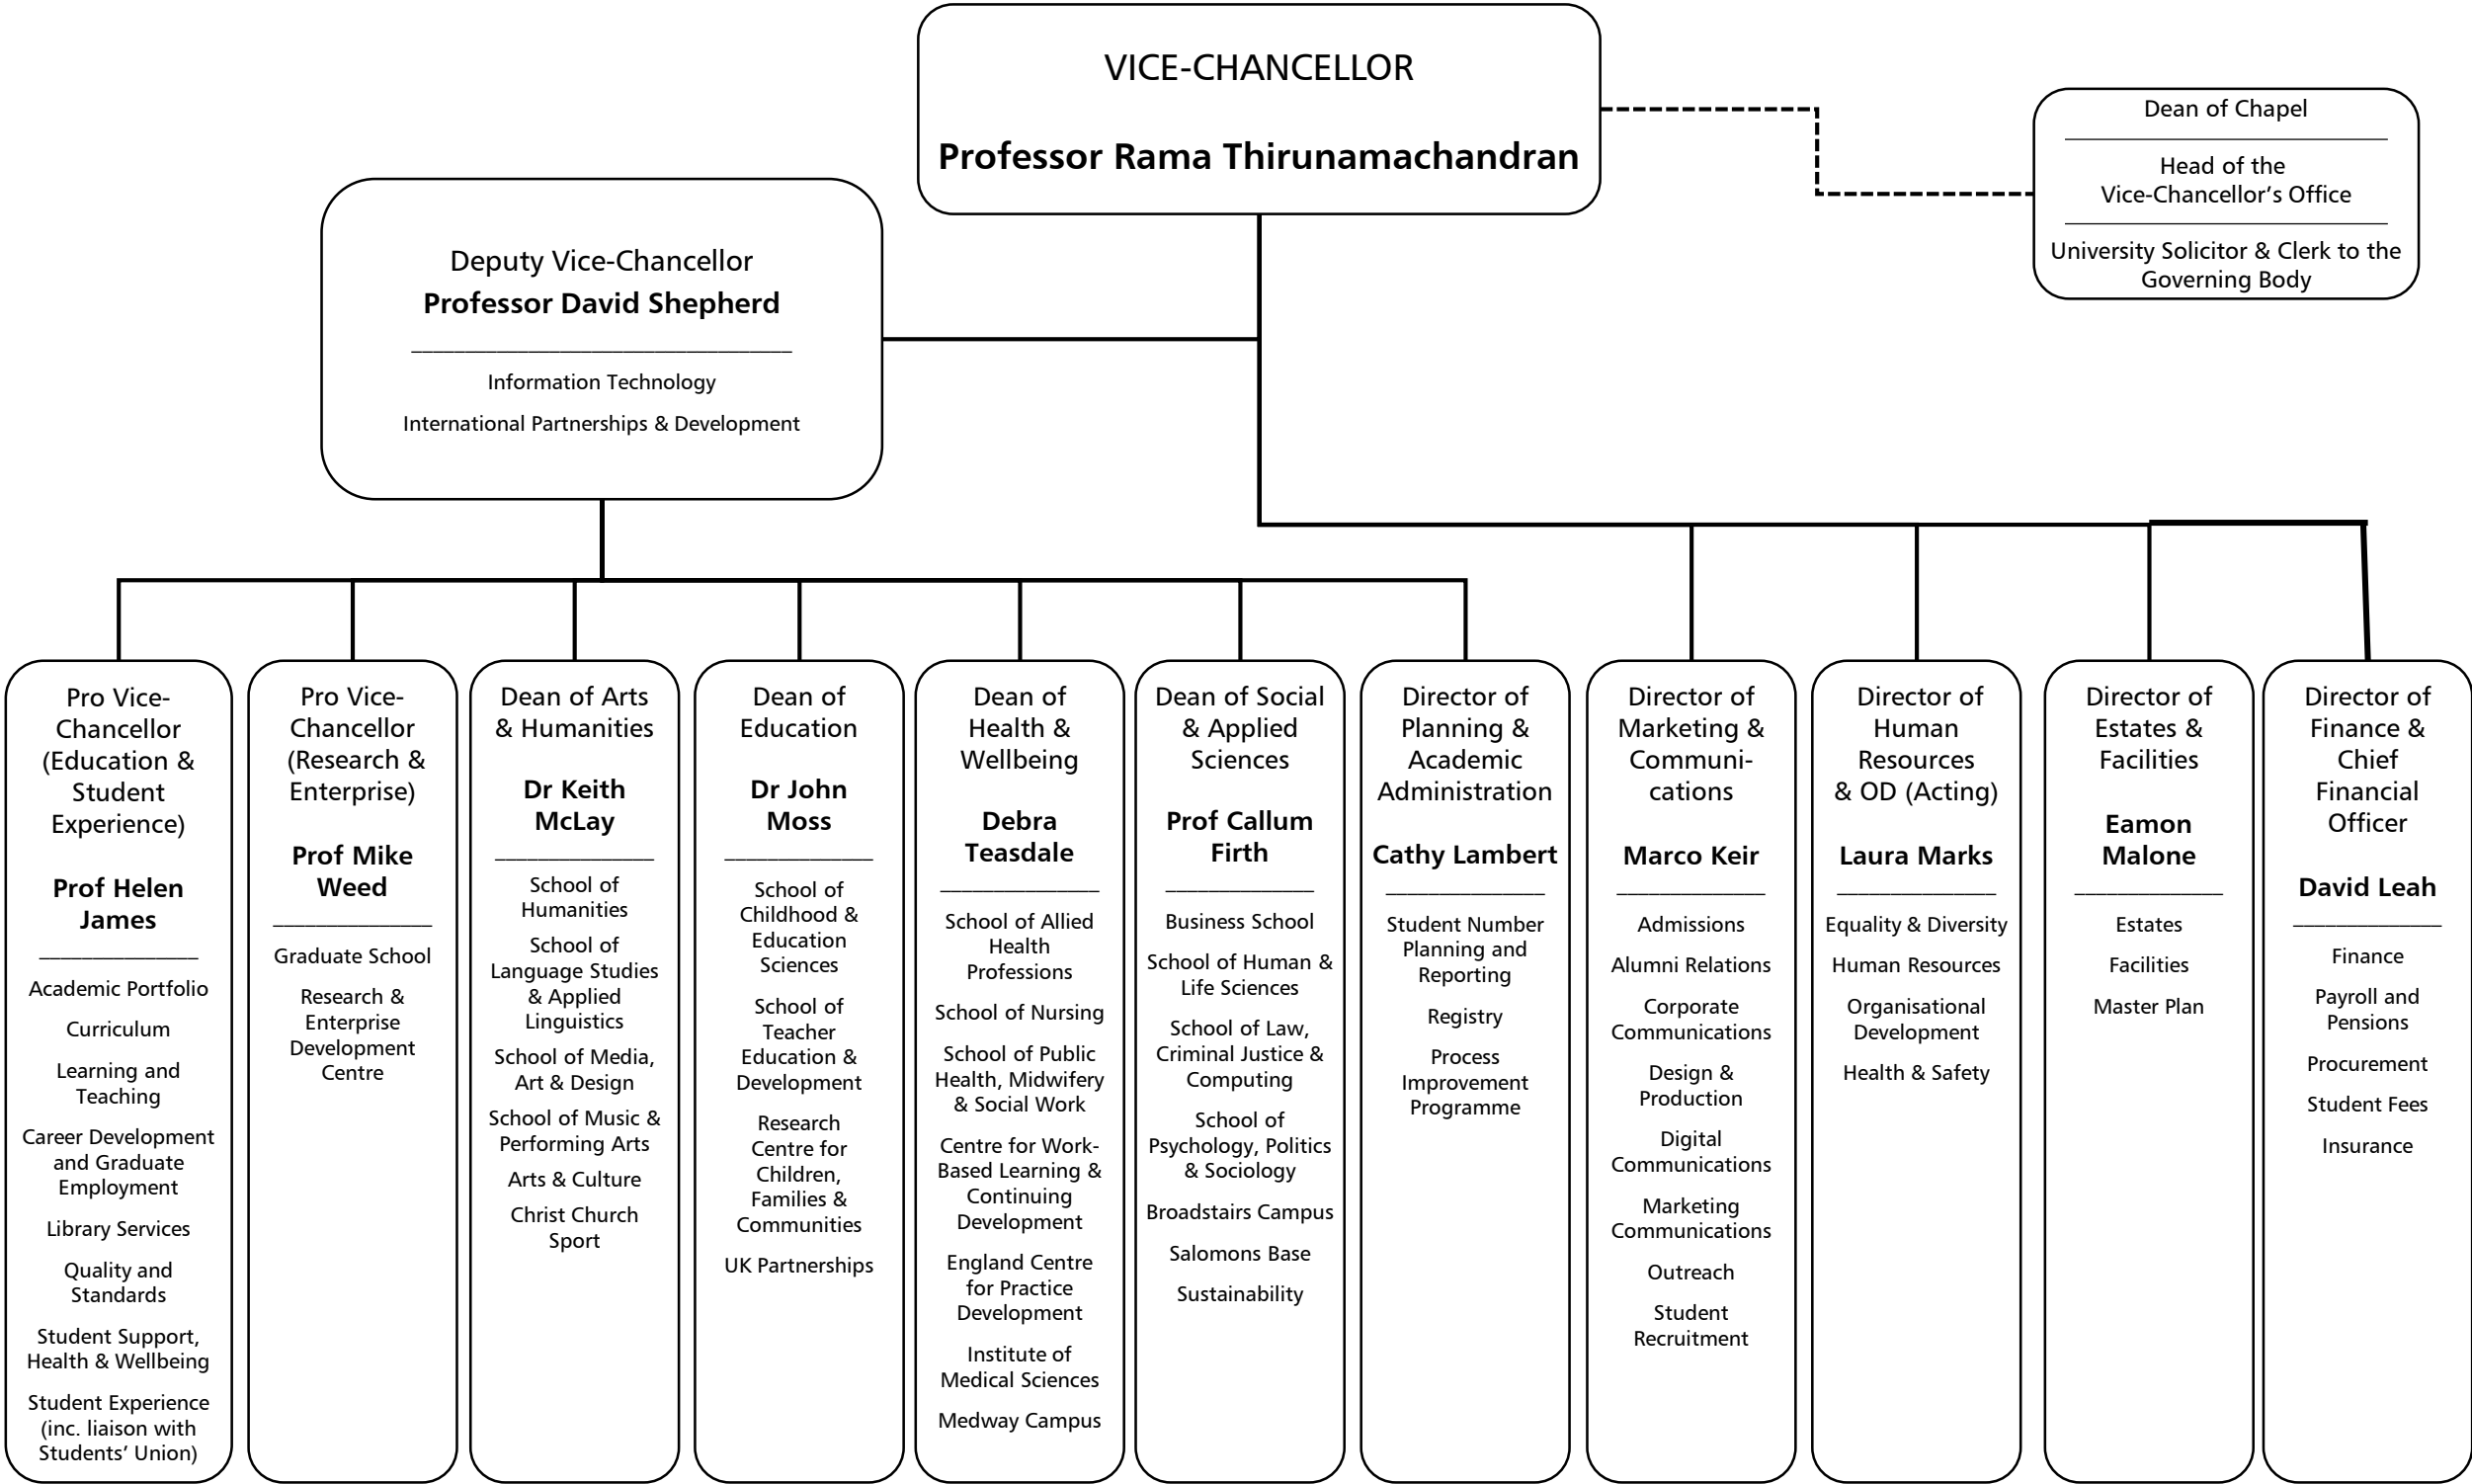 VICE-CHANCELLOR
Professor Rama Thirunamachandran
Dean of Chapel
Head of the
Vice-Chancellor’s Office
University Solicitor & Clerk to the
Governing Body
Deputy Vice-Chancellor
Professor David Shepherd
Information Technology
International Partnerships & Development
Pro Vice-
Chancellor
(Education &
Student
Experience)
Prof Helen
James
Academic Portfolio
Curriculum
Learning and
Teaching
Career Development
and Graduate
Employment
Library Services
Quality and
Standards
Student Support,
Health & Wellbeing
Student Experience
(inc. liaison with
Students’ Union)
Pro Vice-
Chancellor
(Research &
Enterprise)
Prof Mike
Weed
Graduate School
Research &
Enterprise
Development
Centre
Dean of Arts
& Humanities
Dr Keith
McLay
School of
Humanities
School of
Language Studies
& Applied
Linguistics
School of Media,
Art & Design
School of Music &
Performing Arts
Arts & Culture
Christ Church
Sport
Dean of
Education
Dr John
Moss
School of
Childhood &
Education
Sciences
School of
Teacher
Education &
Development
Research
Centre for
Children,
Families &
Communities
UK Partnerships
Dean of
Health &
Wellbeing
Debra
Teasdale
School of Allied
Health
Professions
School of Nursing
School of Public
Health, Midwifery
& Social Work
Centre for Work-
Based Learning &
Continuing
Development
England Centre
for Practice
Development
Institute of
Medical Sciences
Medway Campus
Dean of Social
& Applied
Sciences
Prof Callum
Firth
Business School
School of Human &
Life Sciences
School of Law,
Criminal Justice &
Computing
School of
Psychology, Politics
& Sociology
Broadstairs Campus
Salomons Base
Sustainability
Director of
Planning &
Academic
Administration
Cathy Lambert
Student Number
Planning and
Reporting
Registry
Process
Improvement
Programme
Director of
Marketing &
Communi-
cations
Marco Keir
Admissions
Alumni Relations
Corporate
Communications
Design &
Production
Digital
Communications
Marketing
Communications
Outreach
Student
Recruitment
Director of
Human
Resources
& OD (Acting)
Laura Marks
Equality & Diversity
Human Resources
Organisational
Development
Health & Safety
Director of
Estates &
Facilities
Eamon
Malone
Estates
Facilities
Master Plan
Director of
Finance &
Chief
Financial
Officer
David Leah
Finance
Payroll and
Pensions
Procurement
Student Fees
Insurance